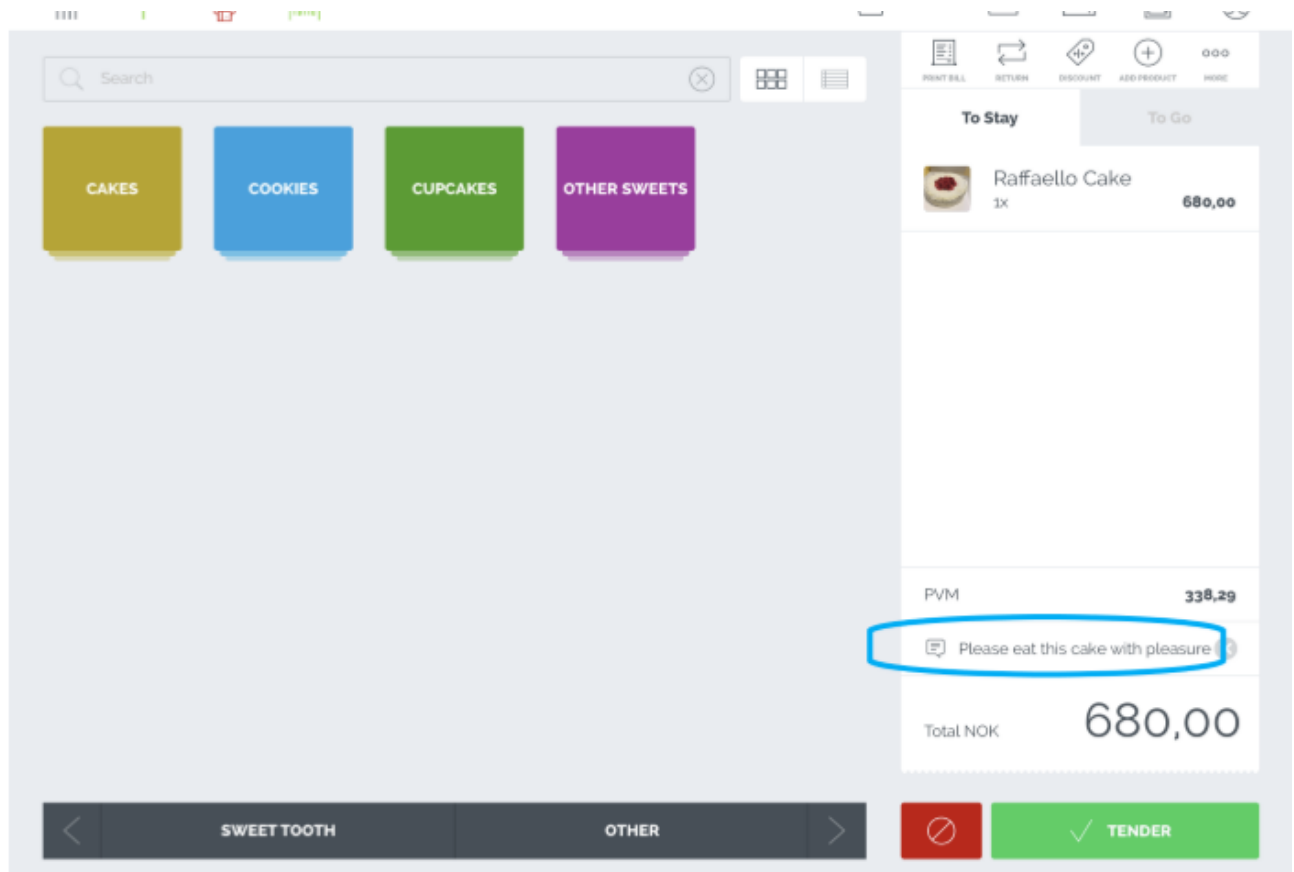 Search
CAKES
COOKIES
CUPCAKES
OTHER SWEETS
SWEET TOOTH
OTHER
PRINT BILL
RETURN
DISCOUNT
ADD PRODUCT
MORE
To Stay
To Go
Raffaello Cake
1x 680,00
PVM 338,29
Please eat this cake with pleasure
Total NOK 680,00
TENDER